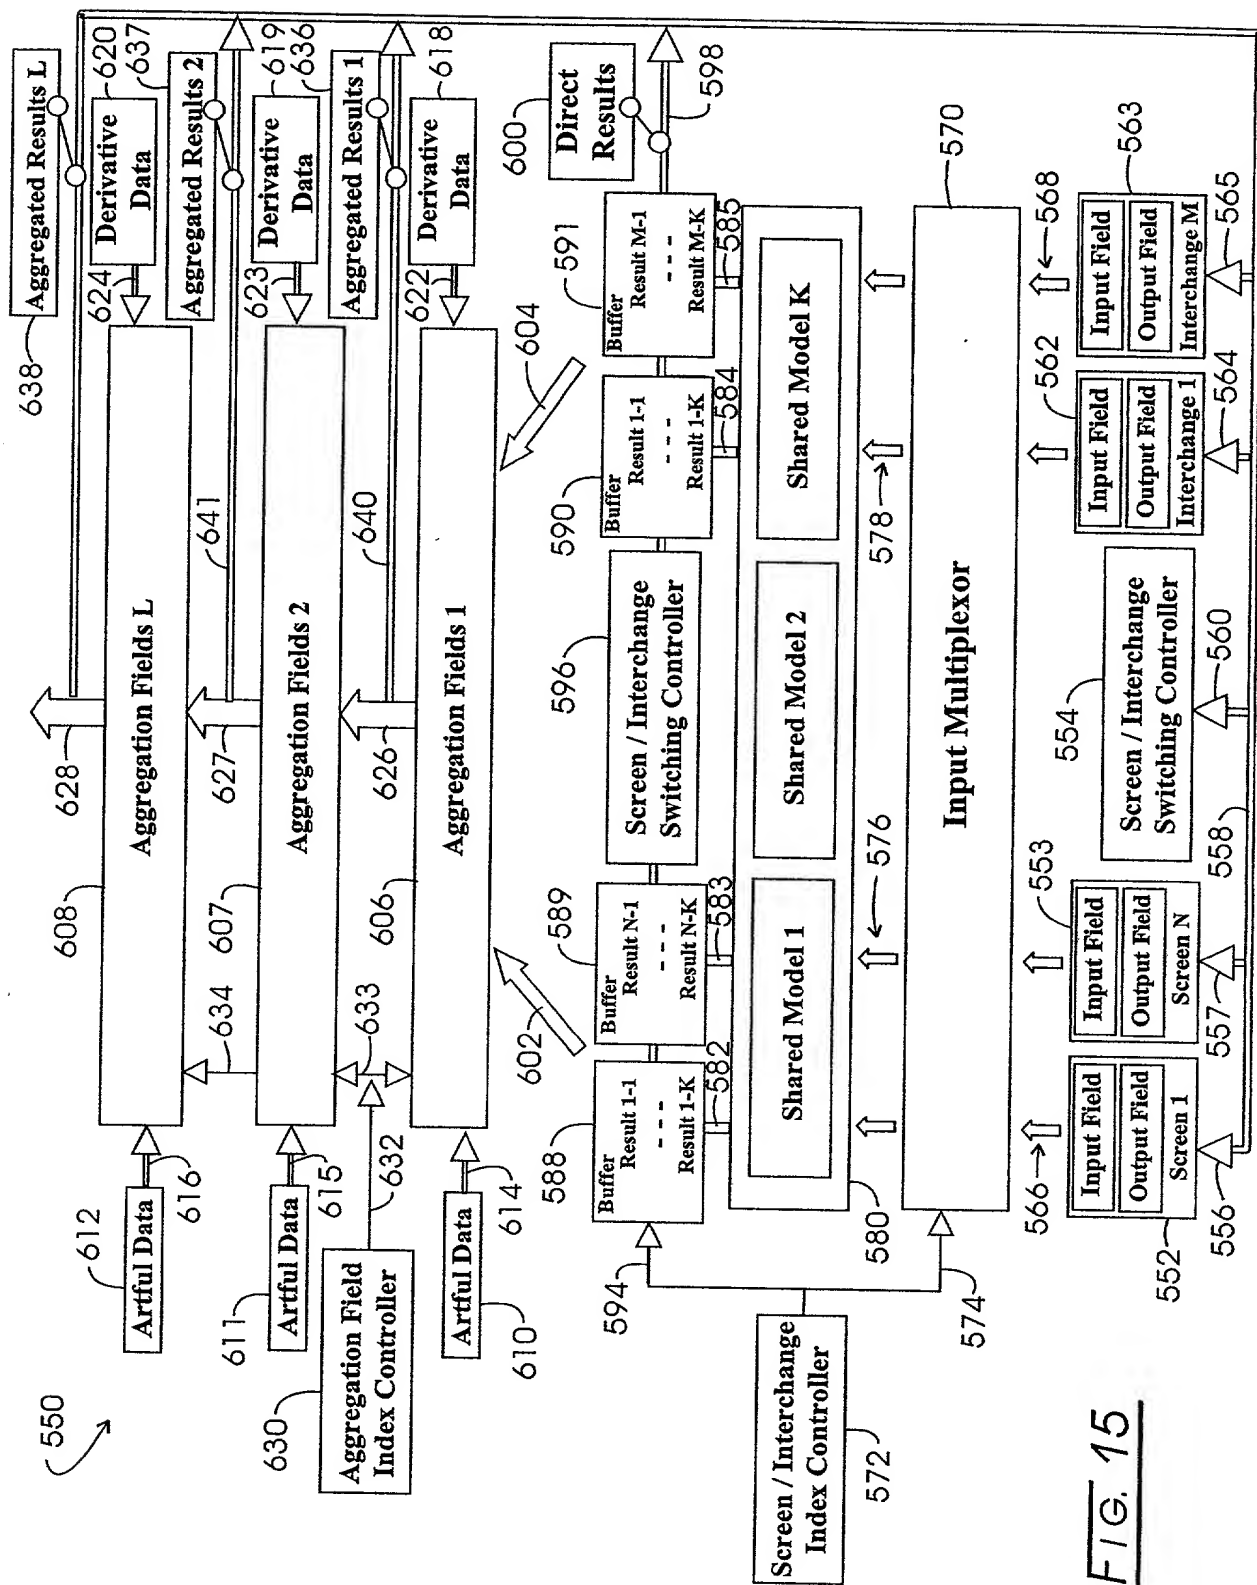 550
638
Aggregated Results L
628
608
Aggregation Fields L
612
Artful Data
616
634
624
Derivative
Data
620
637
Aggregated Results 2
641
627
607
Aggregation Fields 2
611
Artful Data
615
623
Derivative
Data
619
636
Aggregated Results 1
630
Aggregation Field
Index Controller
632
633
640
626
606
Aggregation Fields 1
610
Artful Data
614
622
Derivative
Data
618
602
604
600
Direct
Results
598
594
588
Buffer
Result 1-1
- - -
Result 1-K
582
589
Buffer
Result N-1
- - -
Result N-K
583
596
Screen / Interchange
Switching Controller
590
Buffer
Result 1-1
- - -
Result 1-K
584
591
Buffer
Result M-1
- - -
Result M-K
585
Shared Model 1
Shared Model 2
Shared Model K
580
576
578
570
572
Screen / Interchange
Index Controller
574
Input Multiplexor
566
553
562
568
563
552
Input Field
Output Field
Screen 1
Input Field
Output Field
Screen N
554
Screen / Interchange
Switching Controller
Input Field
Output Field
Interchange 1
Input Field
Output Field
Interchange M
556
557
558
560
564
565
FIG. 15